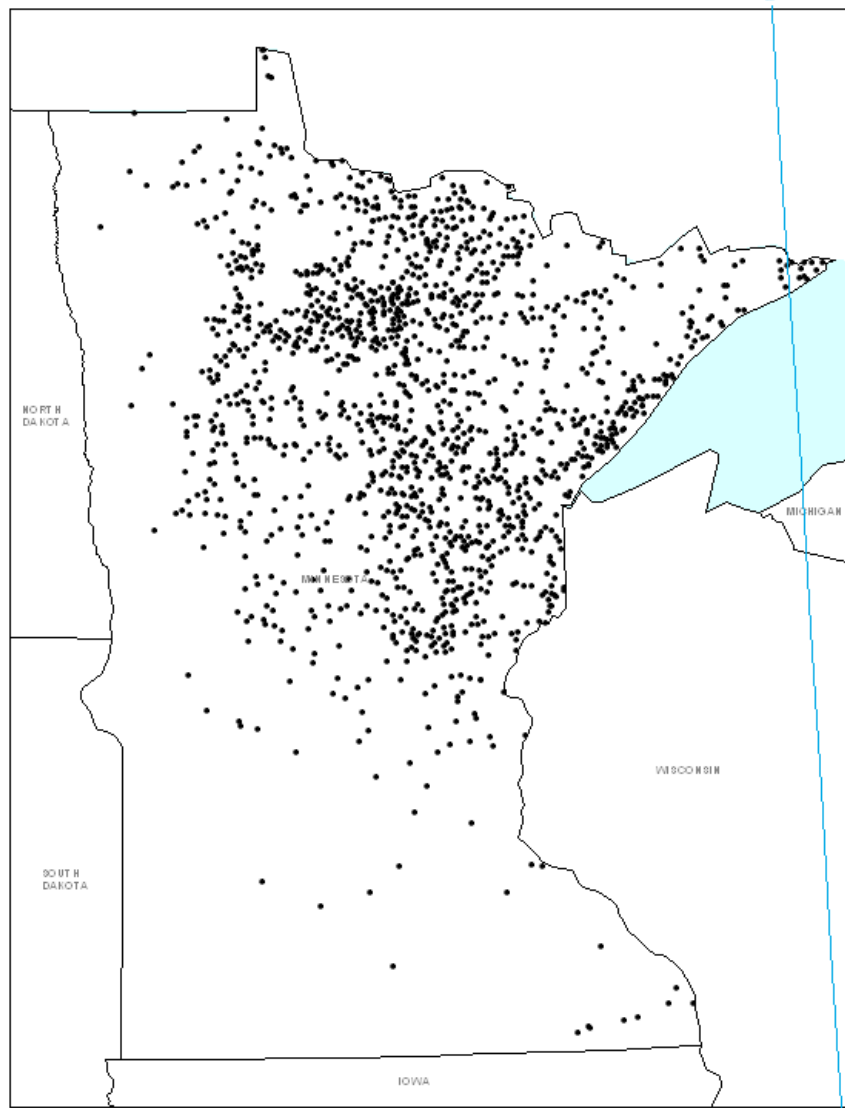 NORTH
DAKOTA
MICHIGAN
MINNESOTA
WISCONSIN
SOUTH
DAKOTA
IOWA